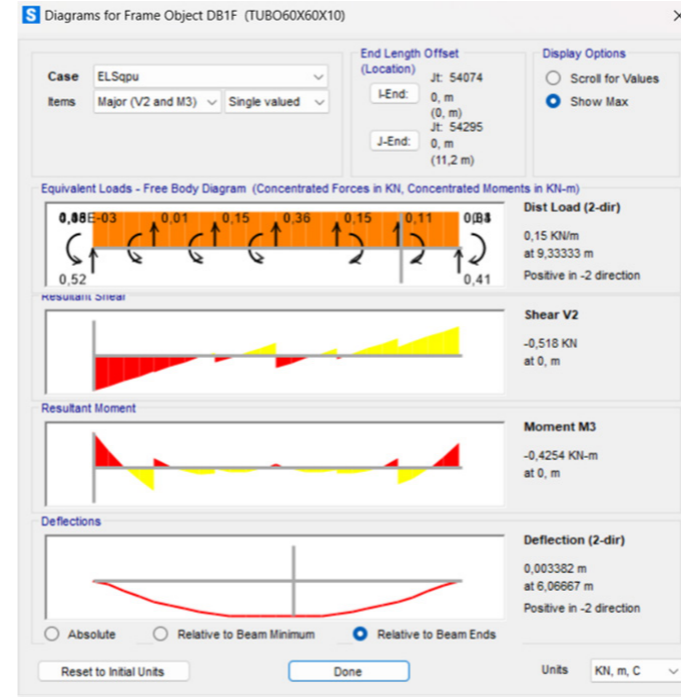 S Diagrams for Frame Object DB1F (TUBO60X60X10)
Case ELSqpu
Items Major (V2 and M3) Single valued
End Length Offset
(Location)
Jt: 54074
I-End: 0, m
(0, m)
Jt: 54295
J-End: 0, m
(11,2 m)
Display Options
Scroll for Values
Show Max
Equivalent Loads - Free Body Diagram (Concentrated Forces in KN, Concentrated Moments in KN-m)
E-03 0,01 0,15 0,36 0,15 0,11
0,52 0,41
Dist Load (2-dir)
0,15 KN/m
at 9,33333 m
Positive in -2 direction
Resultant Shear
Shear V2
-0,518 KN
at 0, m
Resultant Moment
Moment M3
-0,4254 KN-m
at 0, m
Deflections
Deflection (2-dir)
0,003382 m
at 6,06667 m
Positive in -2 direction
Absolute Relative to Beam Minimum Relative to Beam Ends
Reset to Initial Units Done Units KN, m, C